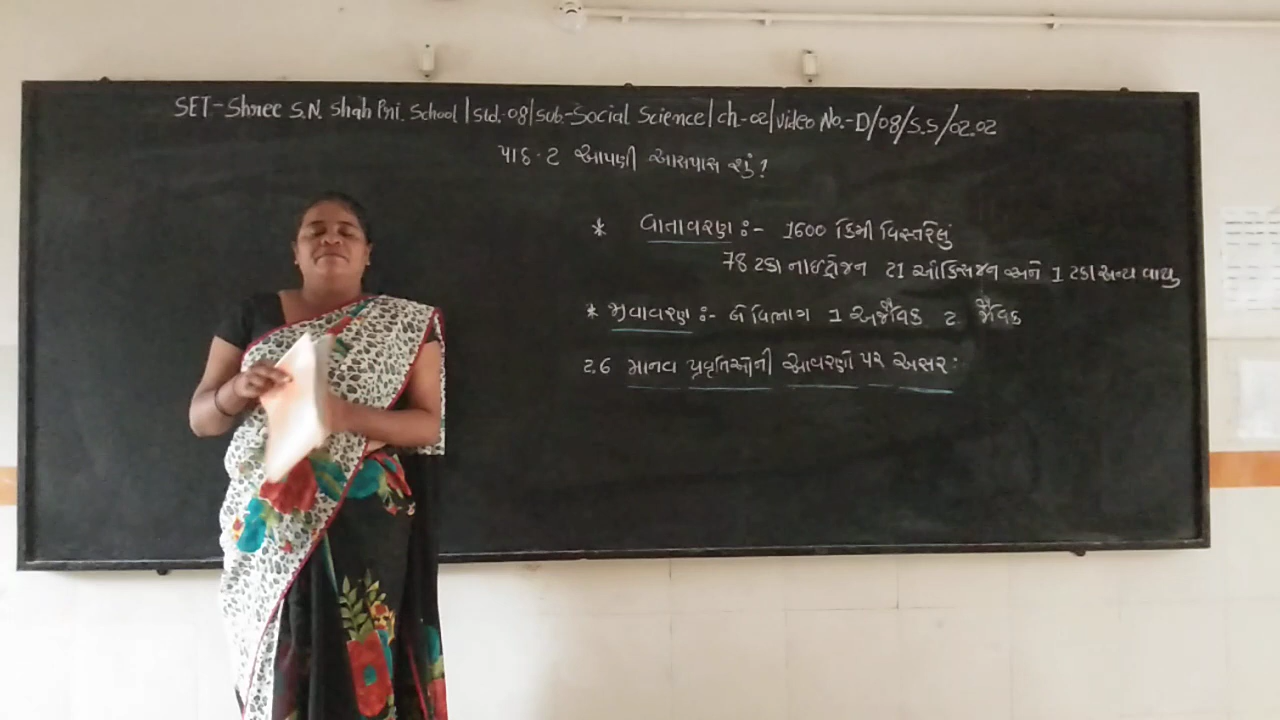 SET-Shree S.N. Shah Pri. School | Std.-08 | Sub.-Social Science | ch-02 | Video No.-D/08/S.S/02.02
પાઠ-2 આપણી આસપાસ શું?
* વાતાવરણ :- 1600 કિમી વિસ્તરેલું
78 ટકા નાઈટ્રોજન 21 ઓક્સિજન અને 1 ટકા અન્ય વાયુ
* મૃવાવરણ :- બે વિભાગ 1 અજૈવિક 2 જૈવિક
2.6 માનવ પ્રવૃતિઓની આવરણો પર અસર: